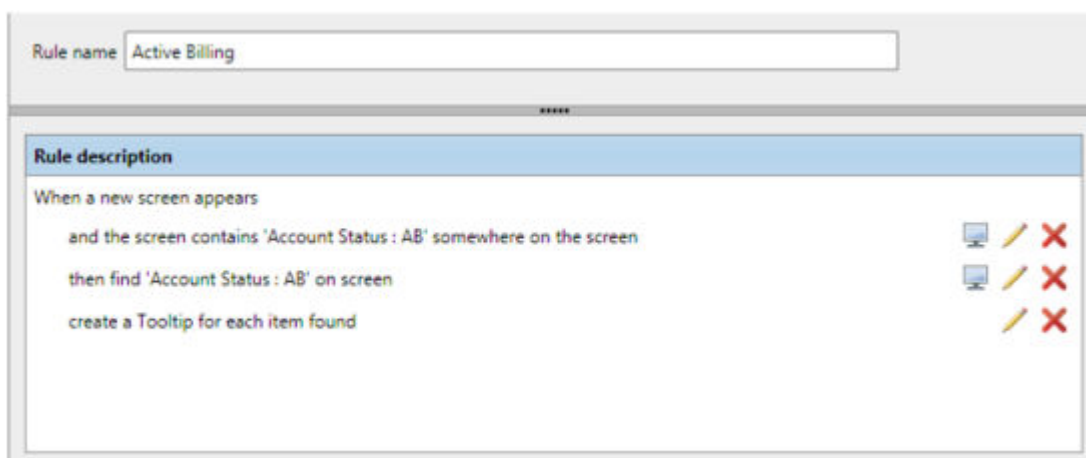 Rule name Active Billing
Rule description
When a new screen appears
and the screen contains 'Account Status : AB' somewhere on the screen
then find 'Account Status : AB' on screen
create a Tooltip for each item found